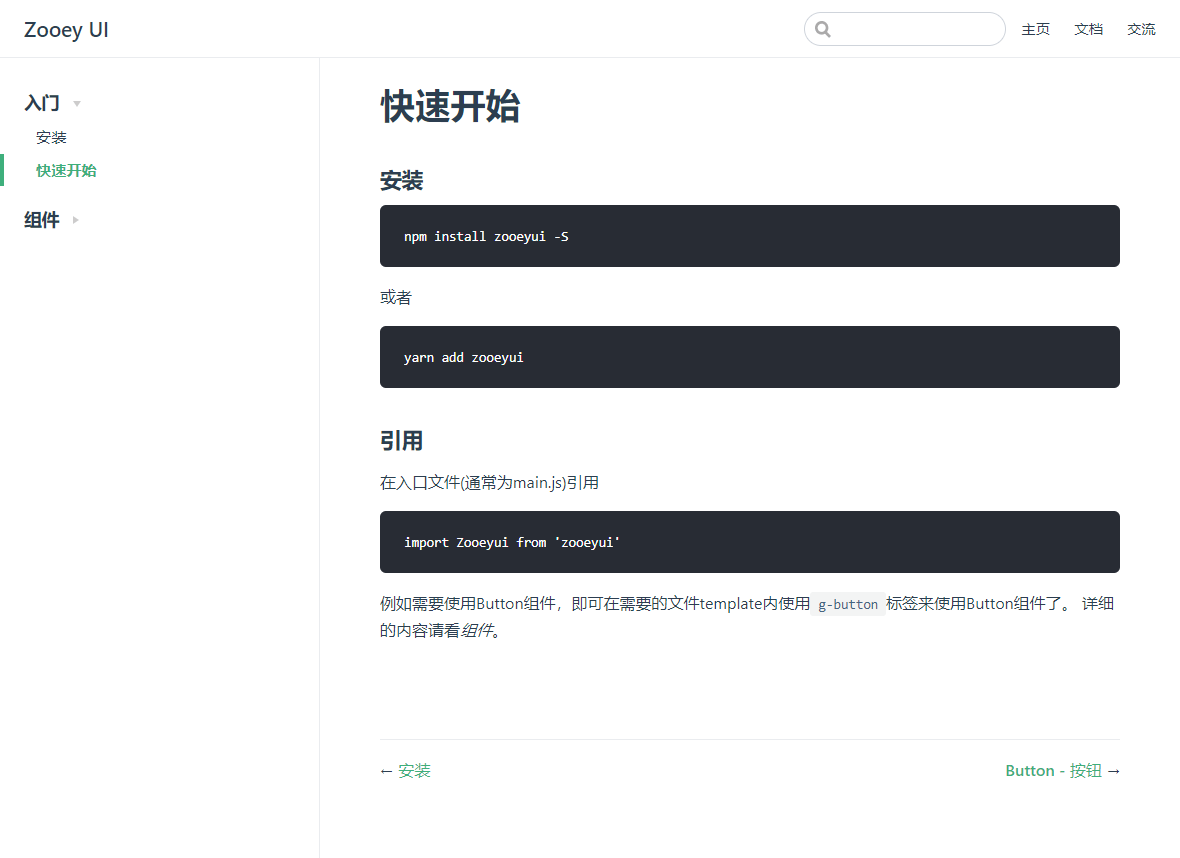 Zooey UI
主页 文档 交流
入门
安装
快速开始
组件
快速开始
安装
npm install zooeyui -S
或者
yarn add zooeyui
引用
在入口文件(通常为main.js)引用
import Zooeyui from 'zooeyui'
例如需要使用Button组件，即可在需要的文件template内使用 g-button 标签来使用Button组件了。 详细
的内容请看组件。
← 安装
Button - 按钮 →